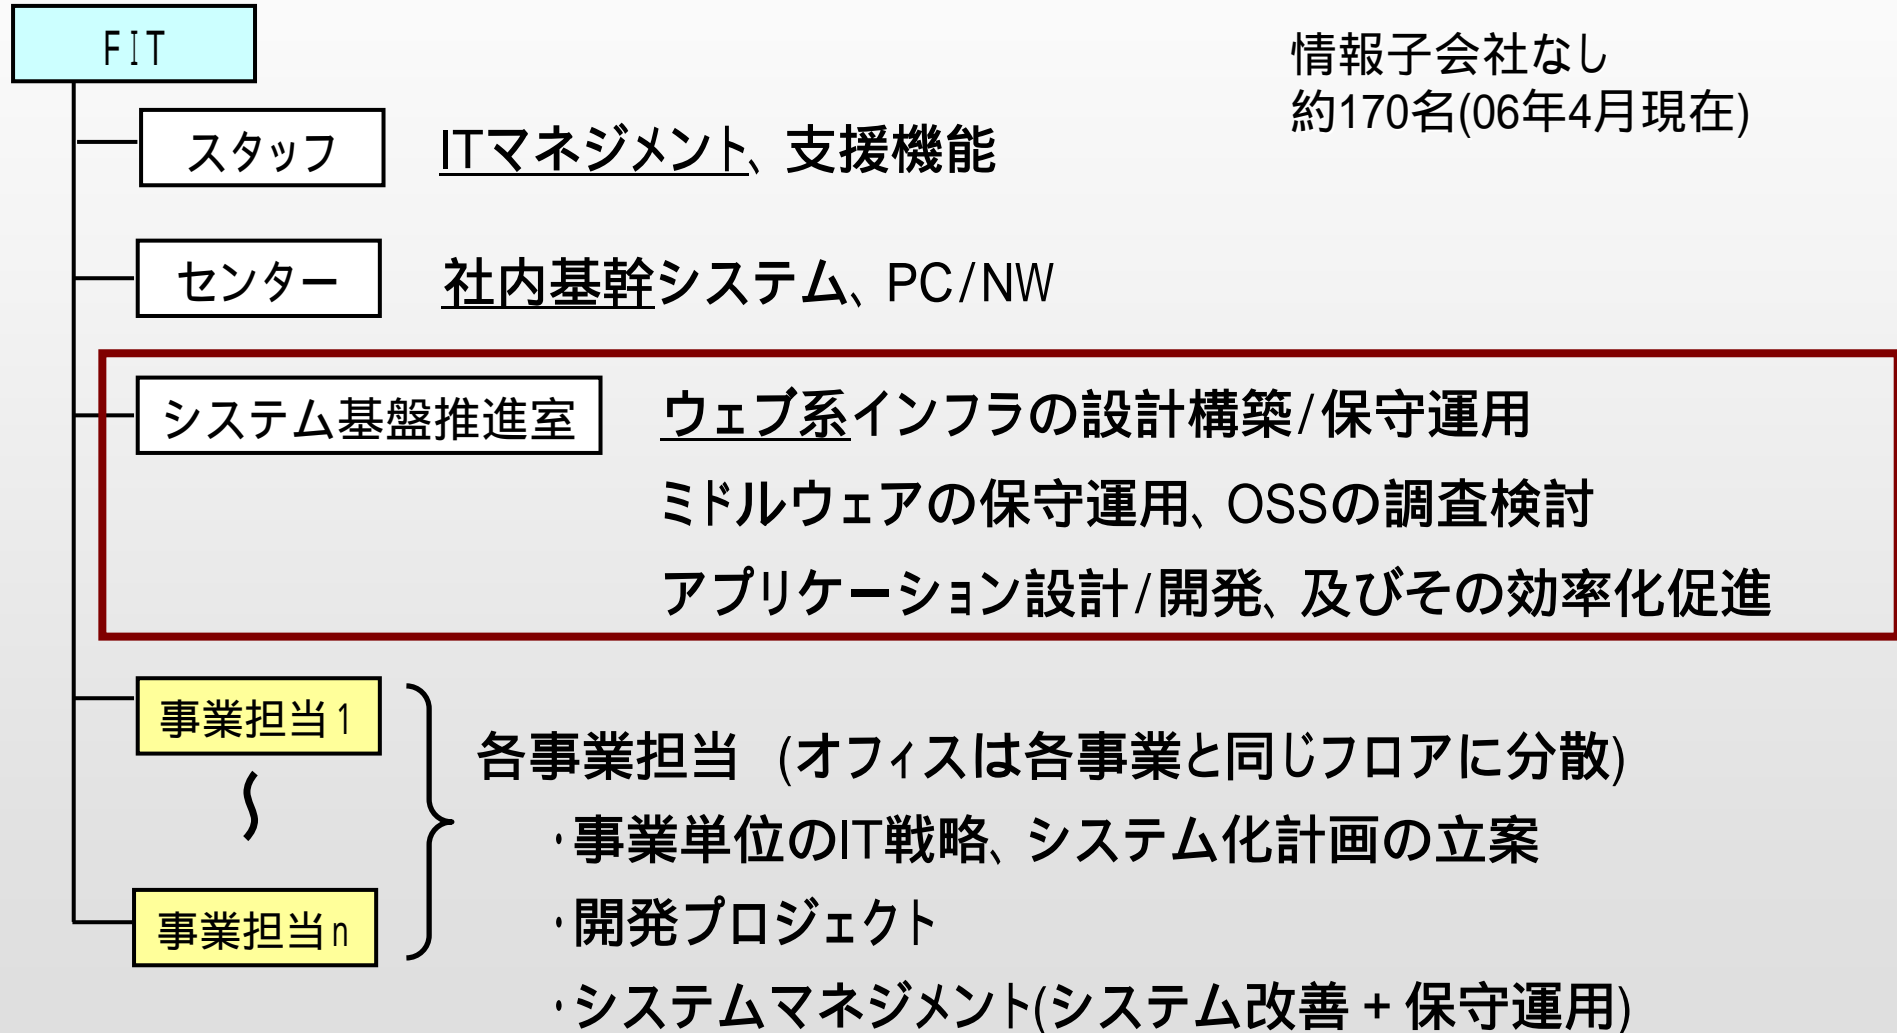 FIT
情報子会社なし
約170名(06年4月現在)
スタッフ
ITマネジメント、支援機能
センター
社内基幹システム、PC/NW
システム基盤推進室
ウェブ系インフラの設計構築/保守運用
ミドルウェアの保守運用、OSSの調査検討
アプリケーション設計/開発、及びその効率化促進
事業担当1
～
事業担当n
各事業担当 (オフィスは各事業と同じフロアに分散)
・事業単位のIT戦略、システム化計画の立案
・開発プロジェクト
・システムマネジメント(システム改善+保守運用)